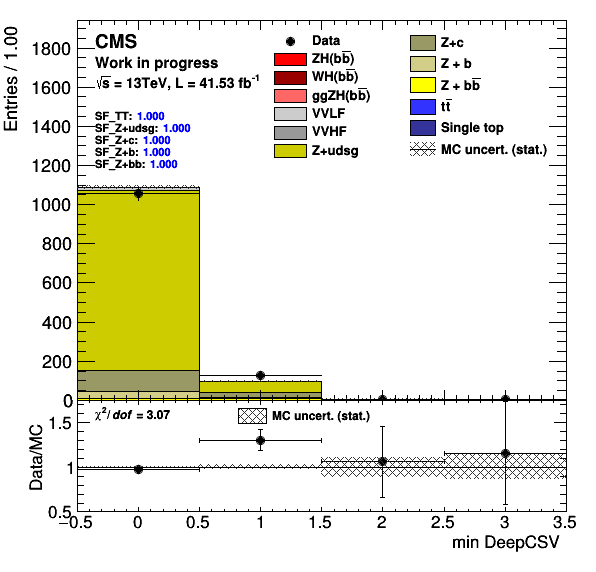 CMS
Work in progress
√s = 13TeV, L = 41.53 fb⁻¹
SF_TT: 1.000
SF_Z+udsg: 1.000
SF_Z+c: 1.000
SF_Z+b: 1.000
SF_Z+bb: 1.000
Data
ZH(bb̅)
WH(bb̅)
ggZH(bb̅)
VVLF
VVHF
Z+udsg
Z+c
Z + b
Z + bb̅
tt̅
Single top
MC uncert. (stat.)
Entries / 1.00
1800
1600
1400
1200
1000
800
600
400
200
0
χ²/dof = 3.07
MC uncert. (stat.)
Data/MC
1.5
1
0.5
−0.5 0 0.5 1 1.5 2 2.5 3 3.5
min DeepCSV